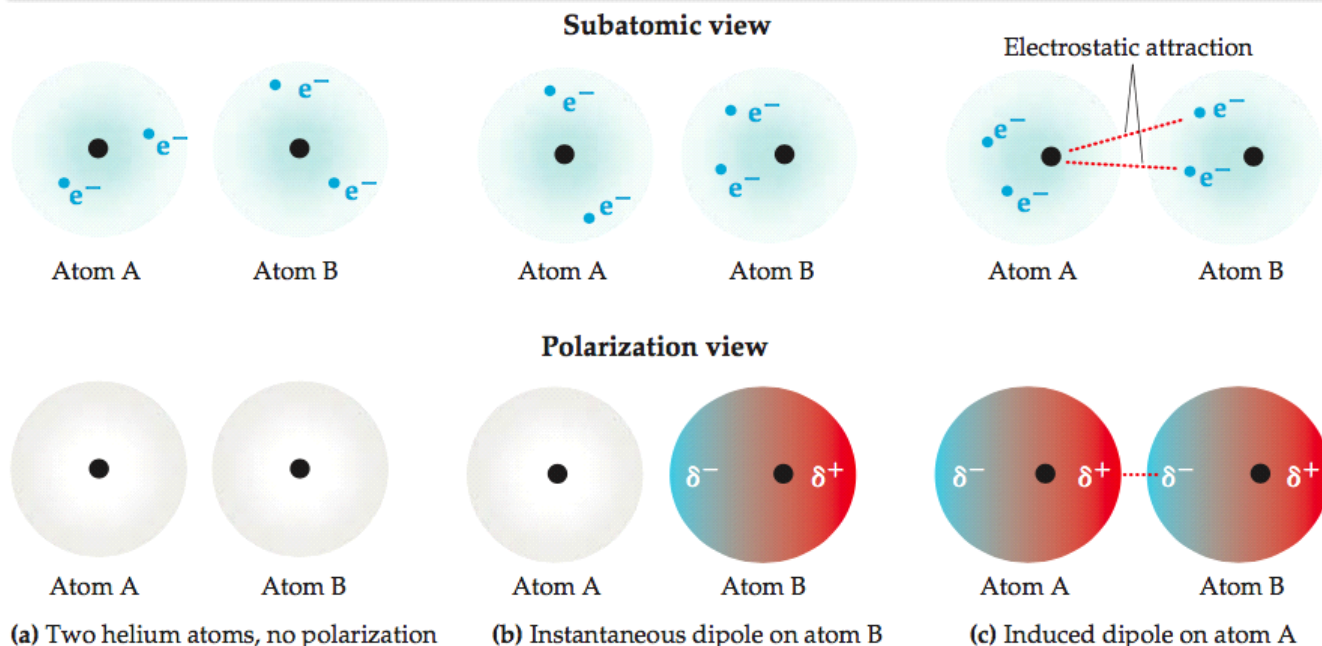 Subatomic view
Electrostatic attraction
e−
e−
e−
e−
e−
e−
e−
e−
e−
e−
e−
e−
Atom A
Atom B
Atom A
Atom B
Atom A
Atom B
Polarization view
δ−
δ+
δ−
δ+
δ−
δ+
Atom A
Atom B
Atom A
Atom B
Atom A
Atom B
(a) Two helium atoms, no polarization
(b) Instantaneous dipole on atom B
(c) Induced dipole on atom A